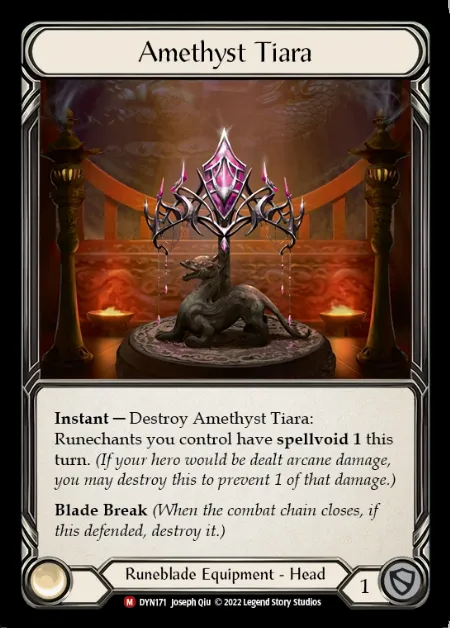 Amethyst Tiara
Instant — Destroy Amethyst Tiara:
Runechants you control have spellvoid 1 this
turn. (If your hero would be dealt arcane damage,
you may destroy this to prevent 1 of that damage.)
Blade Break (When the combat chain closes, if
this defended, destroy it.)
Runeblade Equipment - Head
1
M DYN171 Joseph Qiu © 2022 Legend Story Studios